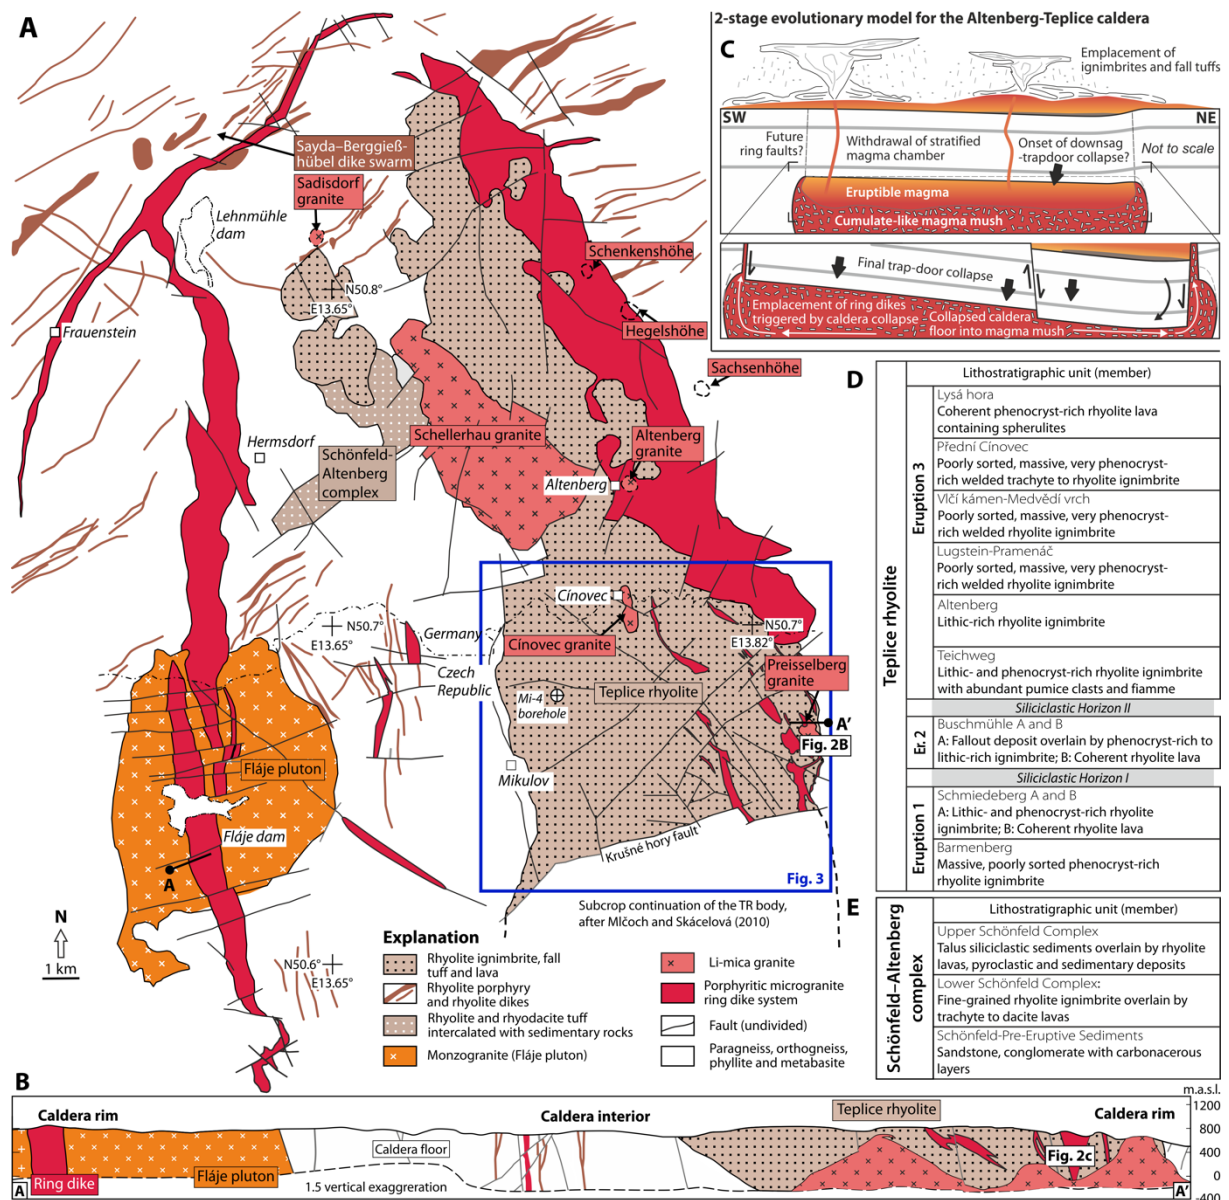 A
Sayda–Berggieß-
hübel dike swarm
Sadisdorf
granite
Lehnmühle
dam
N50.8°
E13.65°
Frauenstein
Schenkenshöhe
Hegelshöhe
Sachsenhöhe
Hermsdorf
Schellerhau granite
Schönfeld-
Altenberg
complex
Altenberg
granite
Altenberg
Cínovec
Cínovec granite
N50.7°
E13.65°
Germany
Czech
Republic
N50.7°
E13.82°
Preisselberg
granite
Teplice rhyolite
Mi-4
borehole
A'
Fig. 2B
Mikulov
Krušné hory fault
Fig. 3
Fláje pluton
Fláje dam
A
N
1 km
N50.6°
E13.65°
Subcrop continuation of the TR body,
after Mlčoch and Skácelová (2010)
Explanation
Rhyolite ignimbrite, fall
tuff and lava
Rhyolite porphyry
and rhyolite dikes
Rhyolite and rhyodacite tuff
intercalated with sedimentary rocks
Monzogranite (Fláje pluton)
Li-mica granite
Porphyritic microgranite
ring dike system
Fault (undivided)
Paragneiss, orthogneiss,
phyllite and metabasite
2-stage evolutionary model for the Altenberg-Teplice caldera
C
Emplacement of
ignimbrites and fall tuffs
SW
NE
Future
ring faults?
Withdrawal of stratified
magma chamber
Onset of downsag
-trapdoor collapse?
Not to scale
Eruptible magma
Cumulate-like magma mush
Final trap-door collapse
Emplacement of ring dikes
triggered by caldera collapse
Collapsed caldera
floor into magma mush
D
Teplice rhyolite
Lithostratigraphic unit (member)
Eruption 3
Lysá hora
Coherent phenocryst-rich rhyolite lava
containing spherulites
Přední Cínovec
Poorly sorted, massive, very phenocryst-
rich welded trachyte to rhyolite ignimbrite
Vlčí kámen-Medvědí vrch
Poorly sorted, massive, very phenocryst-
rich welded rhyolite ignimbrite
Lugstein-Pramenáč
Poorly sorted, massive, very phenocryst-
rich welded rhyolite ignimbrite
Altenberg
Lithic-rich rhyolite ignimbrite
Teichweg
Lithic- and phenocryst-rich rhyolite ignimbrite
with abundant pumice clasts and fiamme
Siliciclastic Horizon II
Er. 2
Buschmühle A and B
A: Fallout deposit overlain by phenocryst-rich to
lithic-rich ignimbrite; B: Coherent rhyolite lava
Siliciclastic Horizon I
Eruption 1
Schmiedeberg A and B
A: Lithic- and phenocryst-rich rhyolite
ignimbrite; B: Coherent rhyolite lava
Barmenberg
Massive, poorly sorted phenocryst-rich
rhyolite ignimbrite
E
Schönfeld–Altenberg
complex
Lithostratigraphic unit (member)
Upper Schönfeld Complex
Talus siliciclastic sediments overlain by rhyolite
lavas, pyroclastic and sedimentary deposits
Lower Schönfeld Complex:
Fine-grained rhyolite ignimbrite overlain by
trachyte to dacite lavas
Schönfeld-Pre-Eruptive Sediments
Sandstone, conglomerate with carbonacerous
layers
B
Caldera rim
Caldera interior
Teplice rhyolite
Caldera rim
m.a.s.l.
1200
800
400
0
-400
Caldera floor
Fig. 2c
Ring dike
Fláje pluton
1.5 vertical exaggeration
A
A'